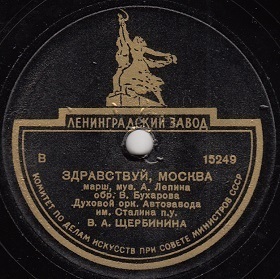 ЛЕНИНГРАДСКИЙ ЗАВОД
В 15249
ЗДРАВСТВУЙ, МОСКВА
марш, муз. А. Лепина
обр. В. Бухарова
Духовой орк. Автозавода
им. Сталина п.у.
В. А. ЩЕРБИНИНА
КОМИТЕТ ПО ДЕЛАМ ИСКУССТВ ПРИ СОВЕТЕ МИНИСТРОВ СССР